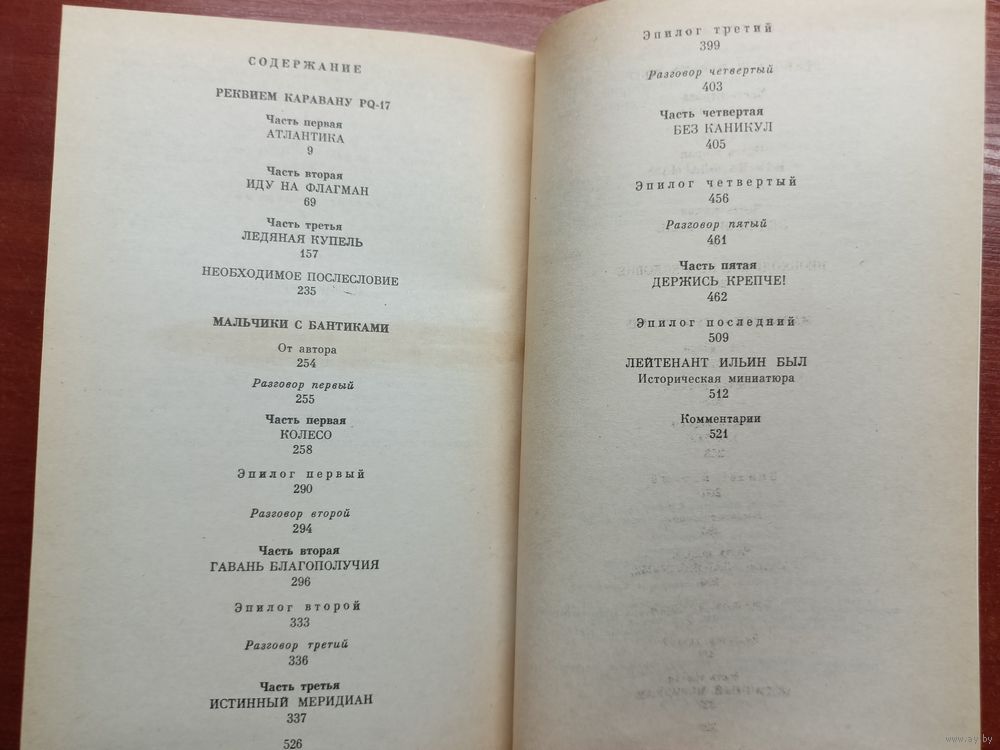 СОДЕРЖАНИЕ
РЕКВИЕМ КАРАВАНУ PQ-17
Часть первая
АТЛАНТИКА
9
Часть вторая
ИДУ НА ФЛАГМАН
69
Часть третья
ЛЕДЯНАЯ КУПЕЛЬ
157
НЕОБХОДИМОЕ ПОСЛЕСЛОВИЕ
235
МАЛЬЧИКИ С БАНТИКАМИ
От автора
254
Разговор первый
255
Часть первая
КОЛЕСО
258
Эпилог первый
290
Разговор второй
294
Часть вторая
ГАВАНЬ БЛАГОПОЛУЧИЯ
296
Эпилог второй
333
Разговор третий
336
Часть третья
ИСТИННЫЙ МЕРИДИАН
337
526
Эпилог третий
399
Разговор четвертый
403
Часть четвертая
БЕЗ КАНИКУЛ
405
Эпилог четвертый
456
Разговор пятый
461
Часть пятая
ДЕРЖИСЬ КРЕПЧЕ!
462
Эпилог последний
509
ЛЕЙТЕНАНТ ИЛЬИН БЫЛ
Историческая миниатюра
512
Комментарии
521
www.ay.by